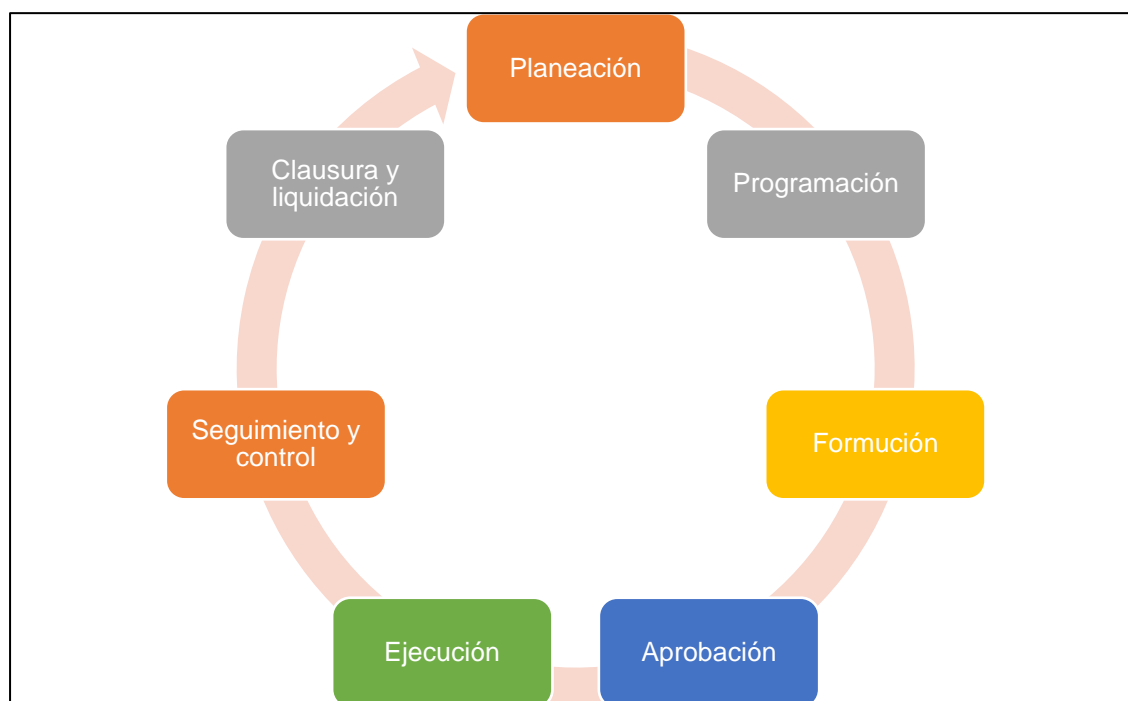 Planeación
Programación
Formución
Aprobación
Ejecución
Seguimiento y
control
Clausura y
liquidación